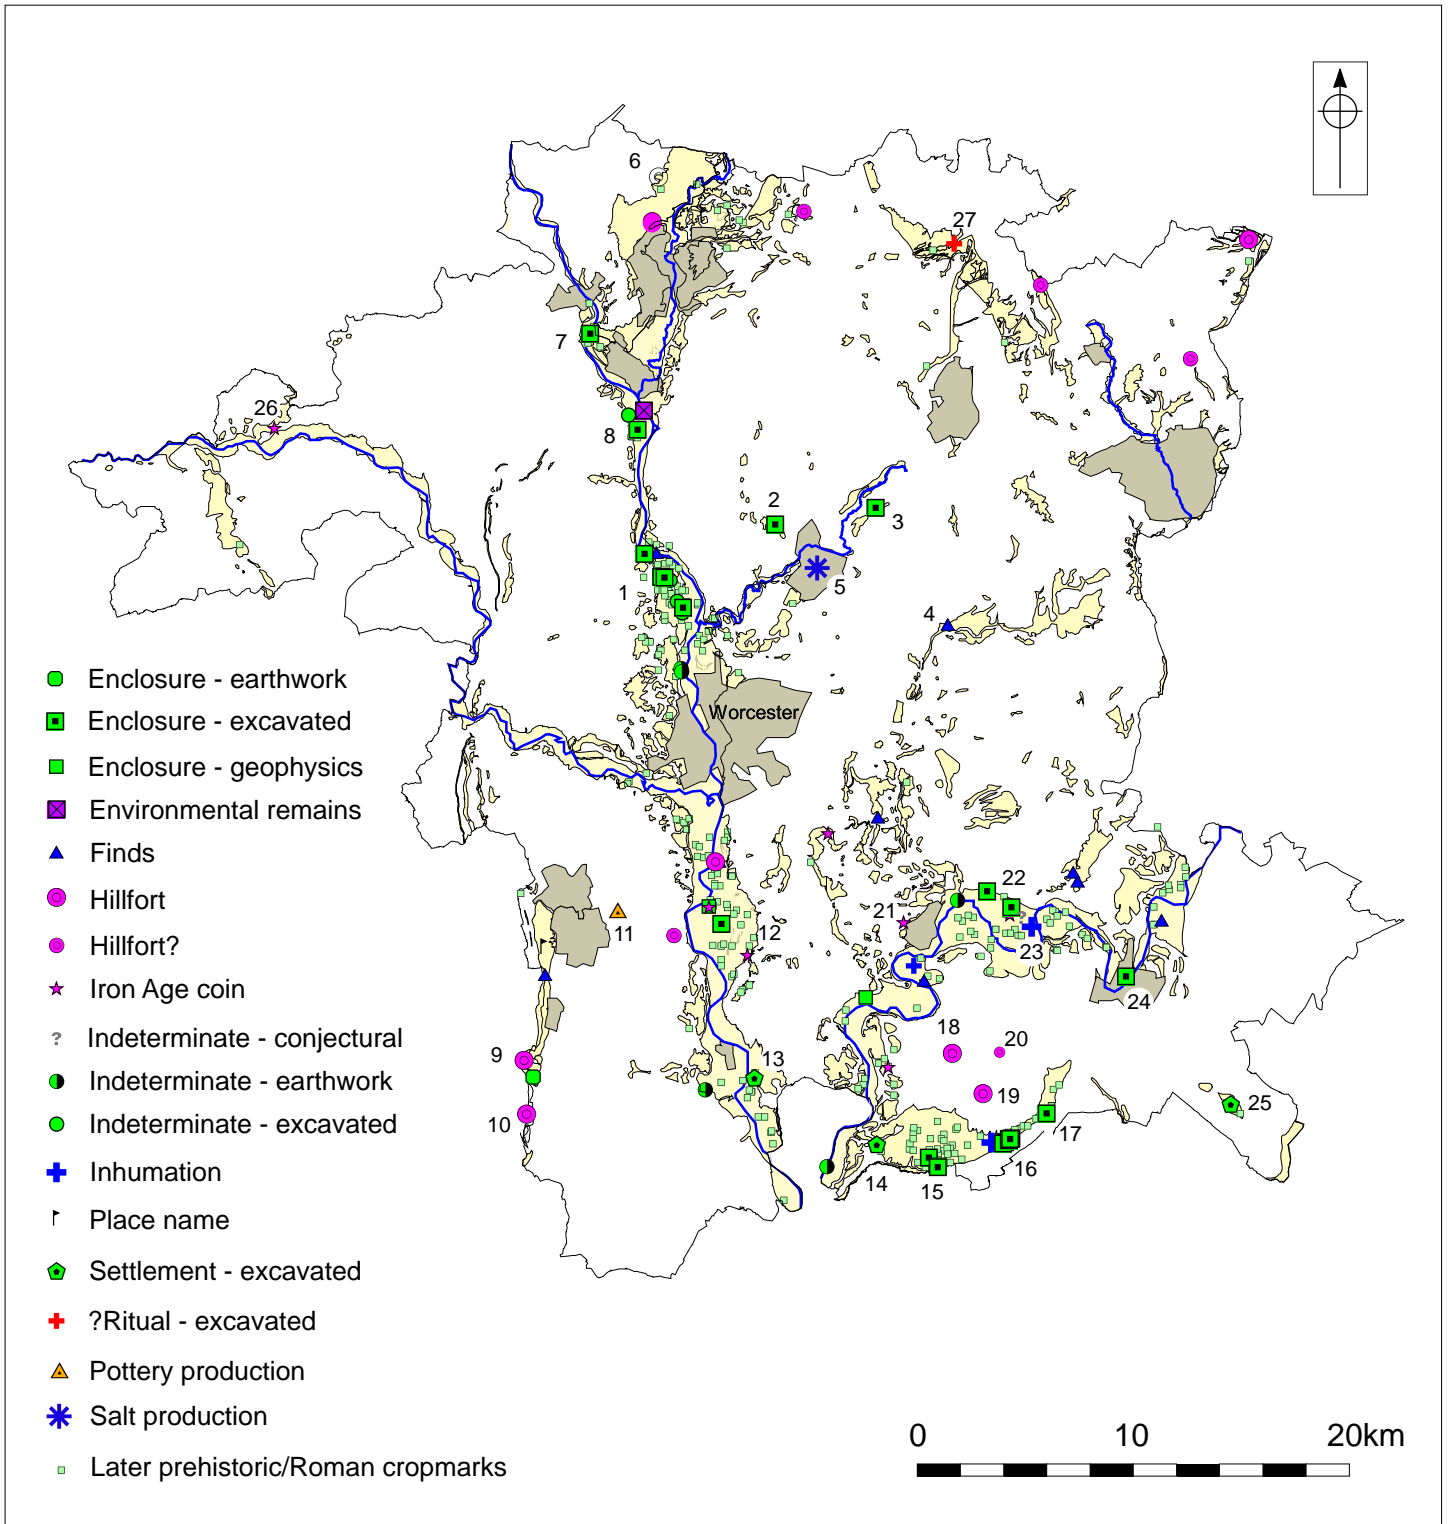 6
27
7
26
8
2
3
1
5
4
Enclosure - earthwork
Enclosure - excavated
Worcester
Enclosure - geophysics
Environmental remains
Finds
22
Hillfort
11
21
12
Hillfort?
23
Iron Age coin
24
Indeterminate - conjectural
18
20
9
13
Indeterminate - earthwork
19
25
Indeterminate - excavated
10
17
16
Inhumation
14
15
Place name
Settlement - excavated
?Ritual - excavated
Pottery production
Salt production
0 10 20km
Later prehistoric/Roman cropmarks